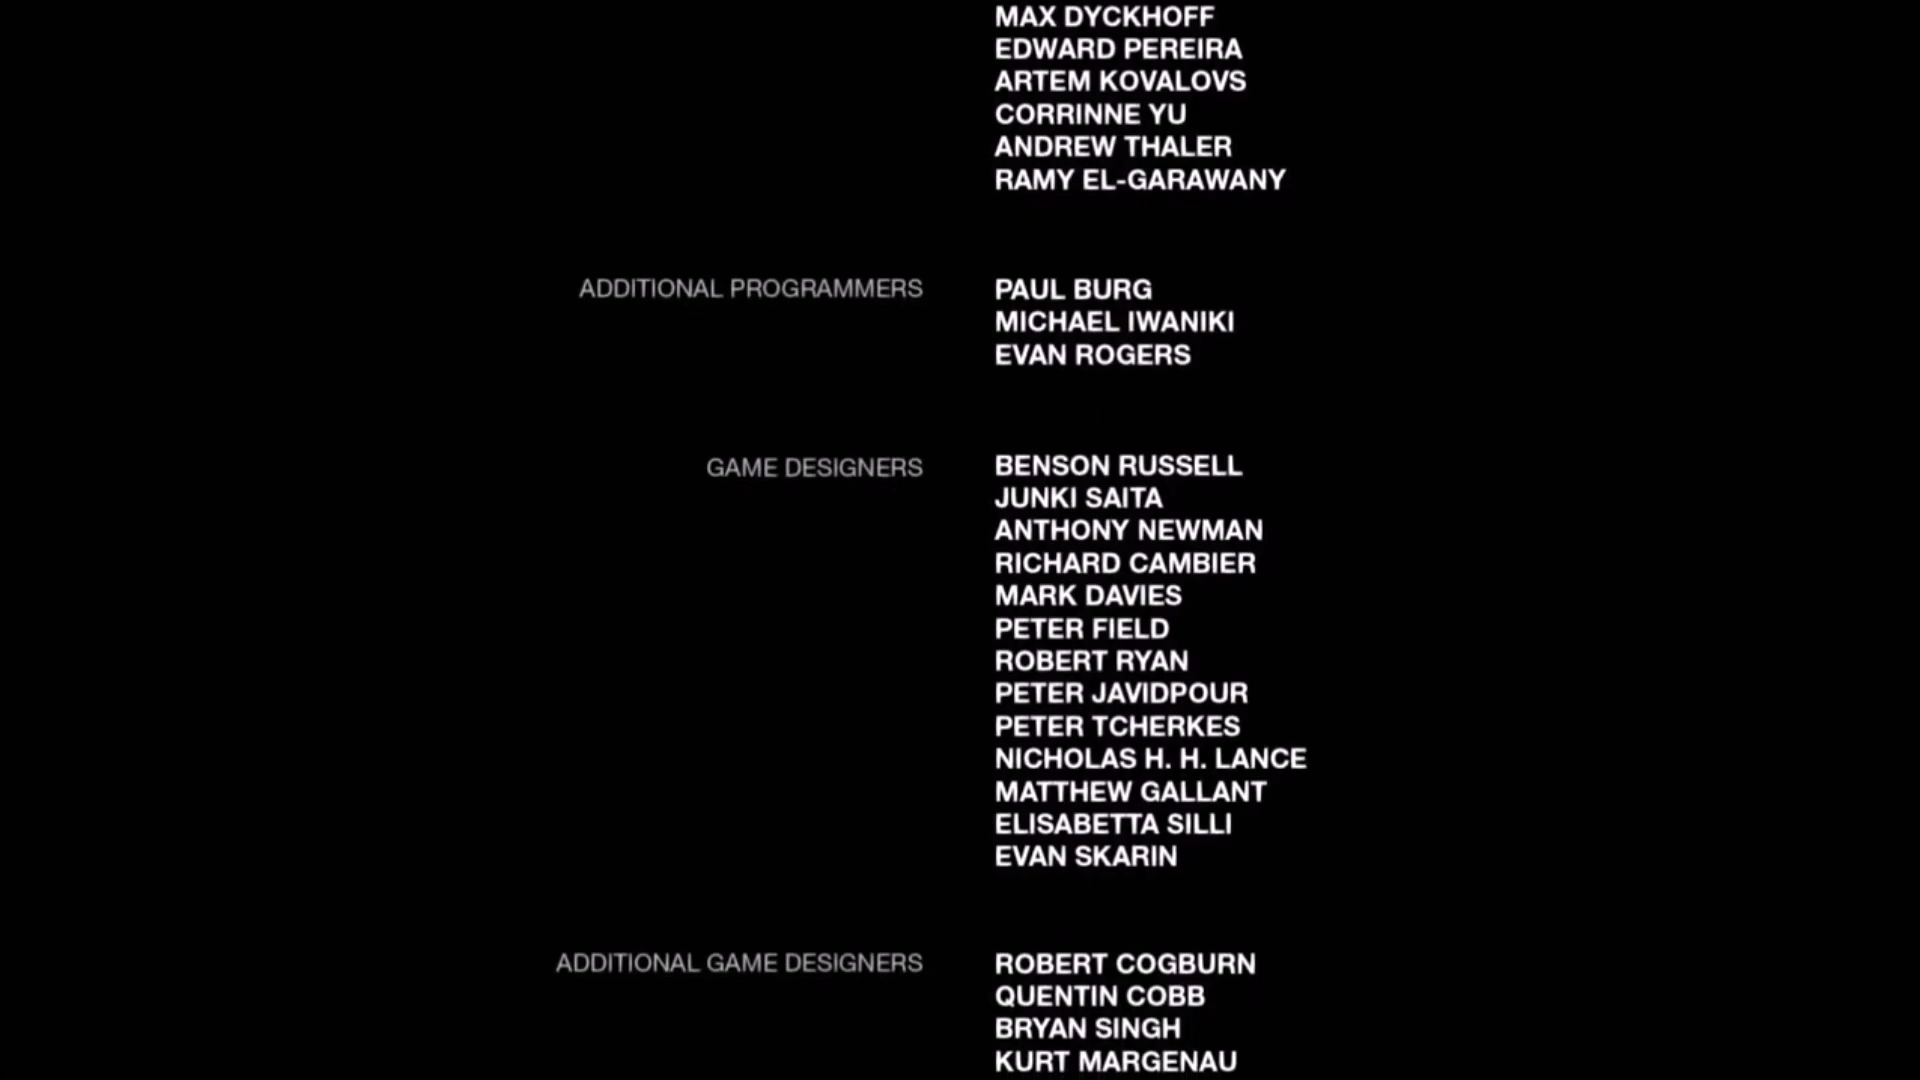 MAX DYCKHOFF
EDWARD PEREIRA
ARTEM KOVALOVS
CORRINNE YU
ANDREW THALER
RAMY EL-GARAWANY
ADDITIONAL PROGRAMMERS PAUL BURG
MICHAEL IWANIKI
EVAN ROGERS
GAME DESIGNERS BENSON RUSSELL
JUNKI SAITA
ANTHONY NEWMAN
RICHARD CAMBIER
MARK DAVIES
PETER FIELD
ROBERT RYAN
PETER JAVIDPOUR
PETER TCHERKES
NICHOLAS H. H. LANCE
MATTHEW GALLANT
ELISABETTA SILLI
EVAN SKARIN
ADDITIONAL GAME DESIGNERS ROBERT COGBURN
QUENTIN COBB
BRYAN SINGH
KURT MARGENAU